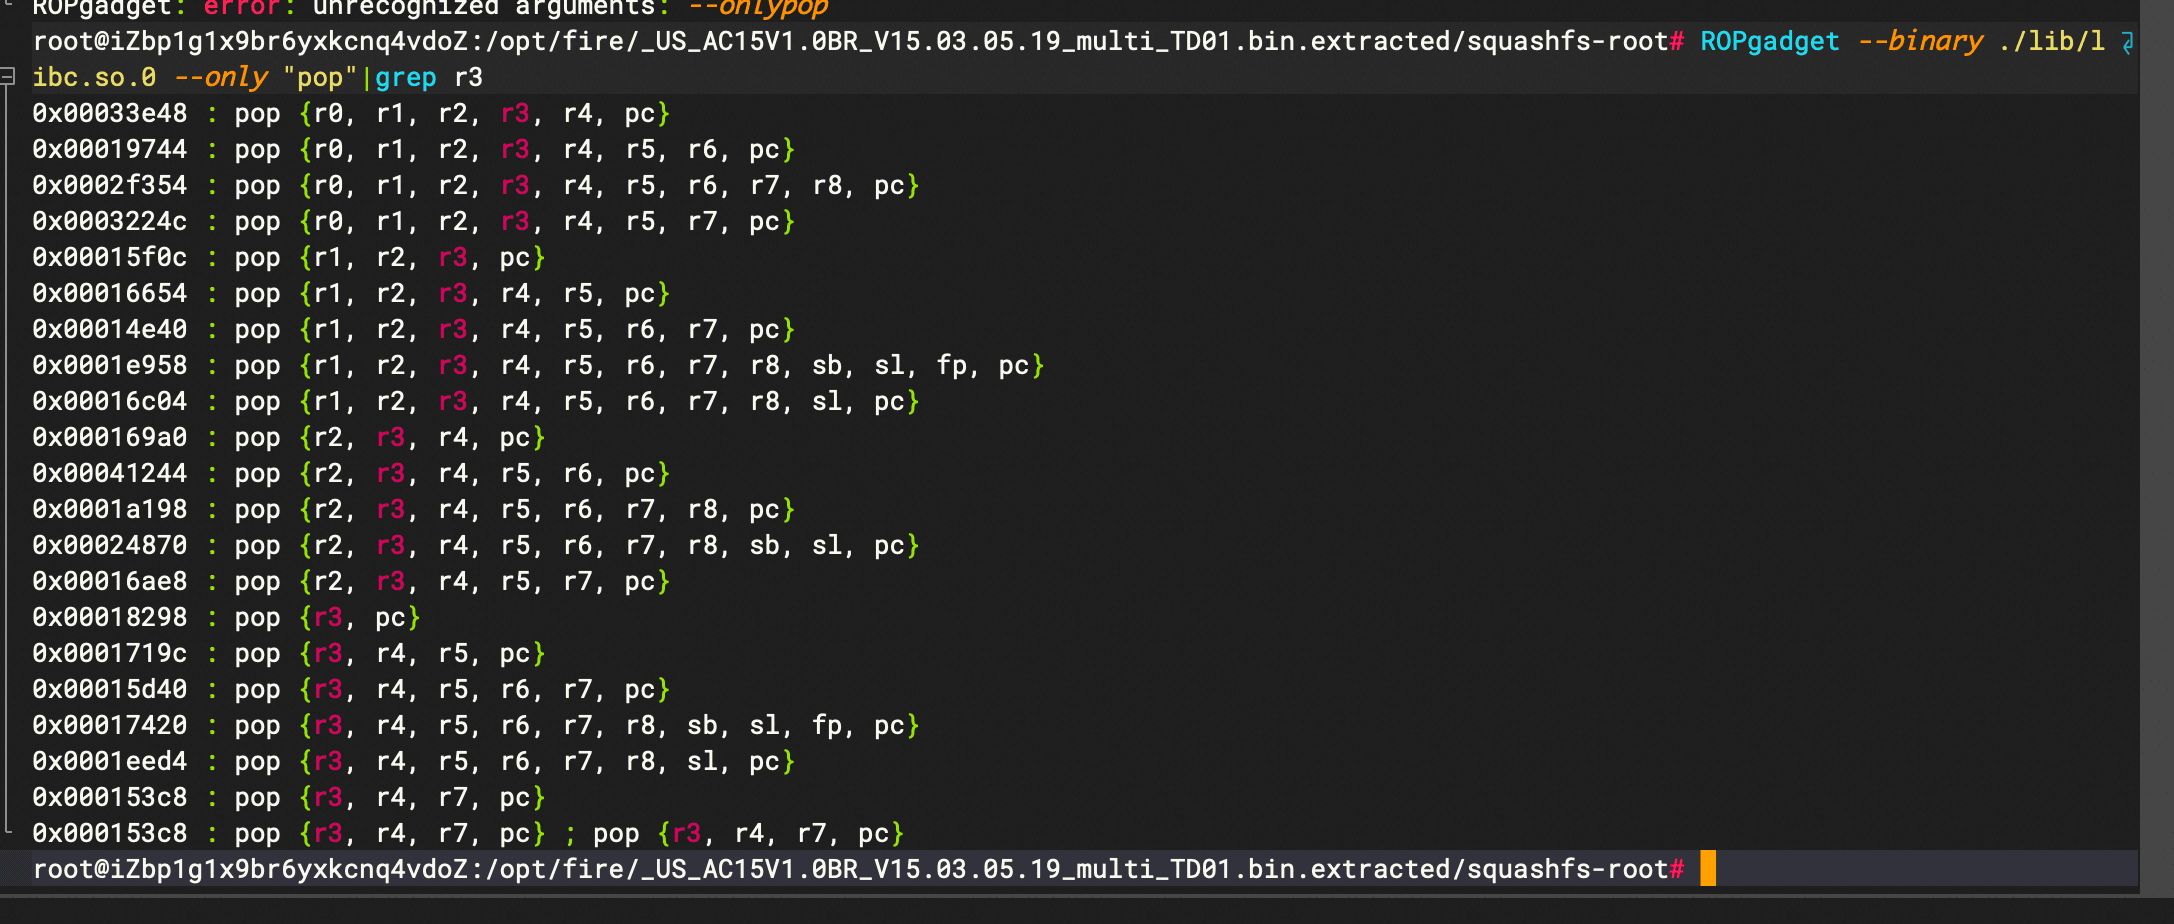 ROPgadget: error: unrecognized arguments: --onlypop
root@iZbp1g1x9br6yxkcnq4vdoZ:/opt/fire/_US_AC15V1.0BR_V15.03.05.19_multi_TD01.bin.extracted/squashfs-root# ROPgadget --binary ./lib/l
ibc.so.0 --only "pop"|grep r3
0x00033e48 : pop {r0, r1, r2, r3, r4, pc}
0x00019744 : pop {r0, r1, r2, r3, r4, r5, r6, pc}
0x0002f354 : pop {r0, r1, r2, r3, r4, r5, r6, r7, r8, pc}
0x0003224c : pop {r0, r1, r2, r3, r4, r5, r7, pc}
0x00015f0c : pop {r1, r2, r3, pc}
0x00016654 : pop {r1, r2, r3, r4, r5, pc}
0x00014e40 : pop {r1, r2, r3, r4, r5, r6, r7, pc}
0x0001e958 : pop {r1, r2, r3, r4, r5, r6, r7, r8, sb, sl, fp, pc}
0x00016c04 : pop {r1, r2, r3, r4, r5, r6, r7, r8, sl, pc}
0x000169a0 : pop {r2, r3, r4, pc}
0x00041244 : pop {r2, r3, r4, r5, r6, pc}
0x0001a198 : pop {r2, r3, r4, r5, r6, r7, r8, pc}
0x00024870 : pop {r2, r3, r4, r5, r6, r7, r8, sb, sl, pc}
0x00016ae8 : pop {r2, r3, r4, r5, r7, pc}
0x00018298 : pop {r3, pc}
0x0001719c : pop {r3, r4, r5, pc}
0x00015d40 : pop {r3, r4, r5, r6, r7, pc}
0x00017420 : pop {r3, r4, r5, r6, r7, r8, sb, sl, fp, pc}
0x0001eed4 : pop {r3, r4, r5, r6, r7, r8, sl, pc}
0x000153c8 : pop {r3, r4, r7, pc}
0x000153c8 : pop {r3, r4, r7, pc} ; pop {r3, r4, r7, pc}
root@iZbp1g1x9br6yxkcnq4vdoZ:/opt/fire/_US_AC15V1.0BR_V15.03.05.19_multi_TD01.bin.extracted/squashfs-root#